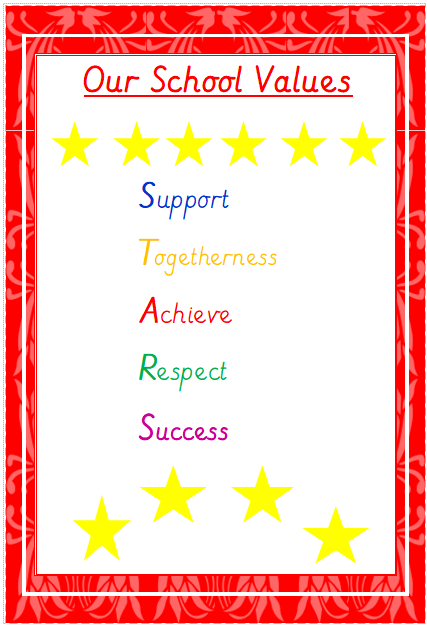 Our School Values
Support
Togetherness
Achieve
Respect
Success